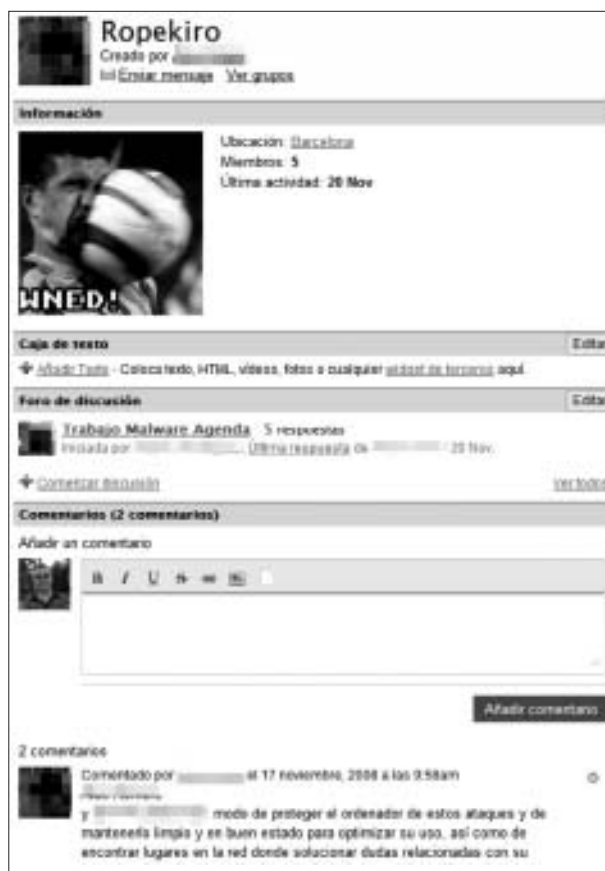 Ropekiro
Creado por
Enviar mensaje Ver grupos
Información
Ubicación: Barcelona
Miembros: 5
Última actividad: 20 Nov
WNED!
Caja de texto Editar
Añadir Texto - Coloca texto, HTML, vídeos, fotos o cualquier widget de terceros aquí.
Foro de discusión Editar
Trabajo Malware Agenda 5 respuestas
Iniciada por Última respuesta de 20 Nov.
Comenzar discusión Ver todos
Comentarios (2 comentarios)
Añadir un comentario
B I U S
Añadir comentario
2 comentarios
Comentado por el 17 noviembre, 2008 a las 9:58am
y modo de proteger el ordenador de estos ataques y de
mantenerlo limpio y en buen estado para optimizar su uso, así como de
encontrar lugares en la red donde solucionar dudas relacionadas con su